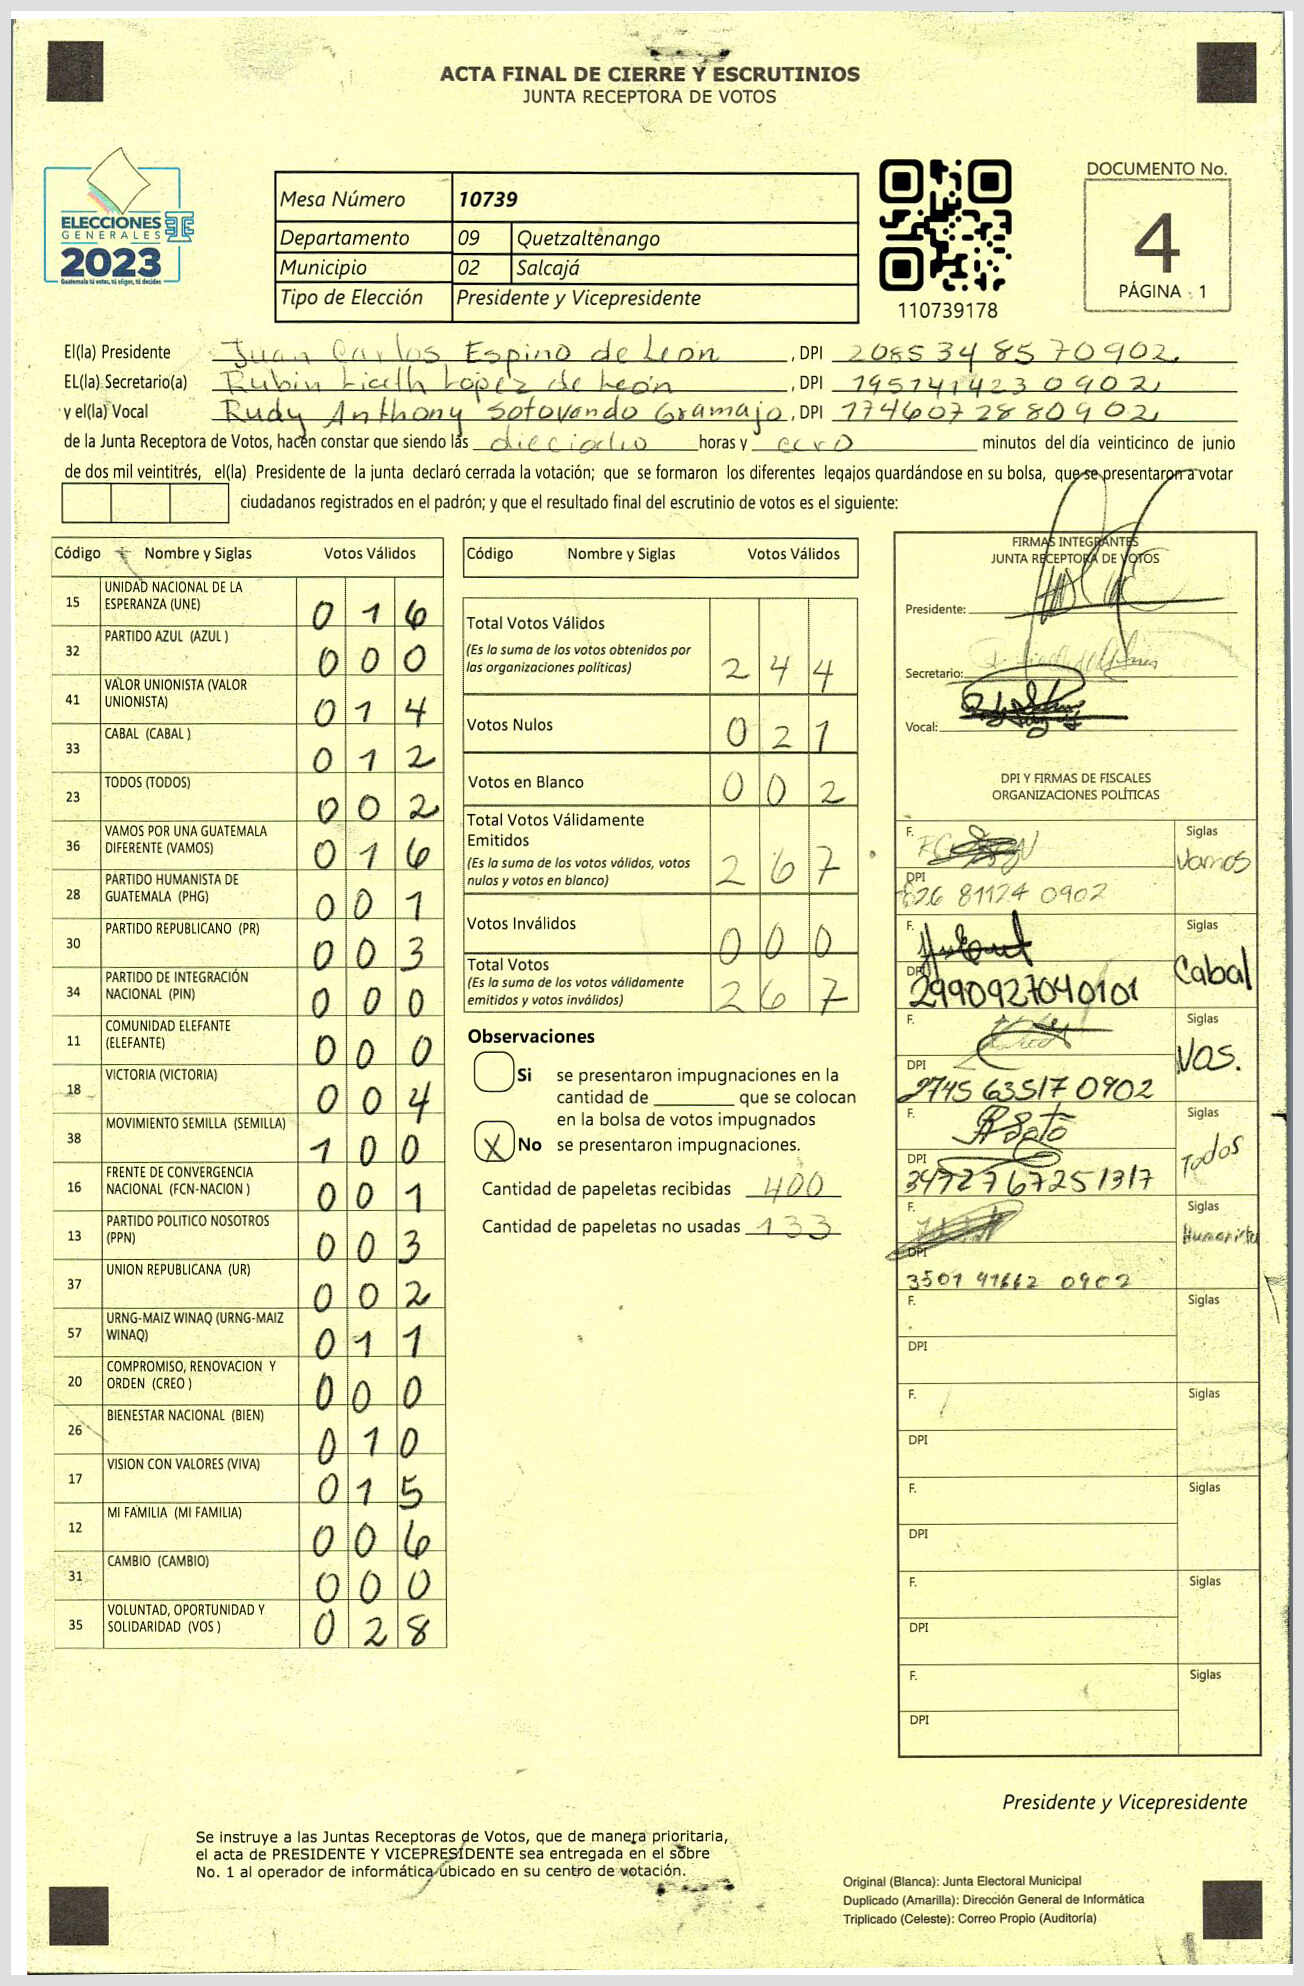 ACTA FINAL DE CIERRE Y ESCRUTINIOS
JUNTA RECEPTORA DE VOTOS
ELECCIONES
GENERALES
2023
Guatemala tú votas, tú eliges, tú decides
Mesa Número 10739
Departamento 09 Quetzaltenango
Municipio 02 Salcajá
Tipo de Elección Presidente y Vicepresidente
110739178
DOCUMENTO No.
4
PÁGINA 1
El(la) Presidente Juan Carlos Espino de León, DPI 2085348570902
EL(la) Secretario(a) Rubin Liceth López de León, DPI 1951414230902
y el(la) Vocal Rudy Anthony Sotovando Gramajo, DPI 1746072880902
de la Junta Receptora de Votos, hacen constar que siendo las dieciocho horas y cero minutos del día veinticinco de junio
de dos mil veintitrés, el(la) Presidente de la junta declaró cerrada la votación; que se formaron los diferentes legajos guardándose en su bolsa, que se presentaron a votar
ciudadanos registrados en el padrón; y que el resultado final del escrutinio de votos es el siguiente:
Código Nombre y Siglas Votos Válidos
15 UNIDAD NACIONAL DE LA ESPERANZA (UNE) 0 1 6
32 PARTIDO AZUL (AZUL ) 0 0 0
41 VALOR UNIONISTA (VALOR UNIONISTA) 0 1 4
33 CABAL (CABAL ) 0 1 2
23 TODOS (TODOS) 0 0 2
36 VAMOS POR UNA GUATEMALA DIFERENTE (VAMOS) 0 1 6
28 PARTIDO HUMANISTA DE GUATEMALA (PHG) 0 0 1
30 PARTIDO REPUBLICANO (PR) 0 0 3
34 PARTIDO DE INTEGRACIÓN NACIONAL (PIN) 0 0 0
11 COMUNIDAD ELEFANTE (ELEFANTE) 0 0 0
18 VICTORIA (VICTORIA) 0 0 4
38 MOVIMIENTO SEMILLA (SEMILLA) 1 0 0
16 FRENTE DE CONVERGENCIA NACIONAL (FCN-NACION ) 0 0 1
13 PARTIDO POLITICO NOSOTROS (PPN) 0 0 3
37 UNION REPUBLICANA (UR) 0 0 2
57 URNG-MAIZ WINAQ (URNG-MAIZ WINAQ) 0 1 1
20 COMPROMISO, RENOVACION Y ORDEN (CREO ) 0 0 0
26 BIENESTAR NACIONAL (BIEN) 0 1 0
17 VISION CON VALORES (VIVA) 0 1 5
12 MI FAMILIA (MI FAMILIA) 0 0 6
31 CAMBIO (CAMBIO) 0 0 0
35 VOLUNTAD, OPORTUNIDAD Y SOLIDARIDAD (VOS ) 0 2 8
Código Nombre y Siglas Votos Válidos
Total Votos Válidos 2 4 4
(Es la suma de los votos obtenidos por
las organizaciones políticas)
Votos Nulos 0 2 1
Votos en Blanco 0 0 2
Total Votos Válidamente
Emitidos 2 6 7
(Es la suma de los votos válidos, votos
nulos y votos en blanco)
Votos Inválidos 0 0 0
Total Votos 2 6 7
(Es la suma de los votos válidamente
emitidos y votos inválidos)
Observaciones
Si se presentaron impugnaciones en la
cantidad de ________ que se colocan
en la bolsa de votos impugnados
X No se presentaron impugnaciones.
Cantidad de papeletas recibidas 400
Cantidad de papeletas no usadas 133
FIRMAS INTEGRANTES
JUNTA RECEPTORA DE VOTOS
Presidente:
Secretario:
Vocal:
DPI Y FIRMAS DE FISCALES
ORGANIZACIONES POLÍTICAS
F. Siglas Vamos
DPI 26 81124 0902
F. Siglas Cabal
DPI 2990927040101
F. Siglas VOS.
DPI 2745 63517 0902
F. Siglas Todos
DPI 3472767251317
F. Siglas Humanista
DPI 3501 91662 0902
F. Siglas
DPI
F. Siglas
DPI
F. Siglas
DPI
F. Siglas
DPI
F. Siglas
DPI
Presidente y Vicepresidente
Se instruye a las Juntas Receptoras de Votos, que de manera prioritaria,
el acta de PRESIDENTE Y VICEPRESIDENTE sea entregada en el sobre
No. 1 al operador de informática ubicado en su centro de votación.
Original (Blanca): Junta Electoral Municipal
Duplicado (Amarilla): Dirección General de Informática
Triplicado (Celeste): Correo Propio (Auditoría)